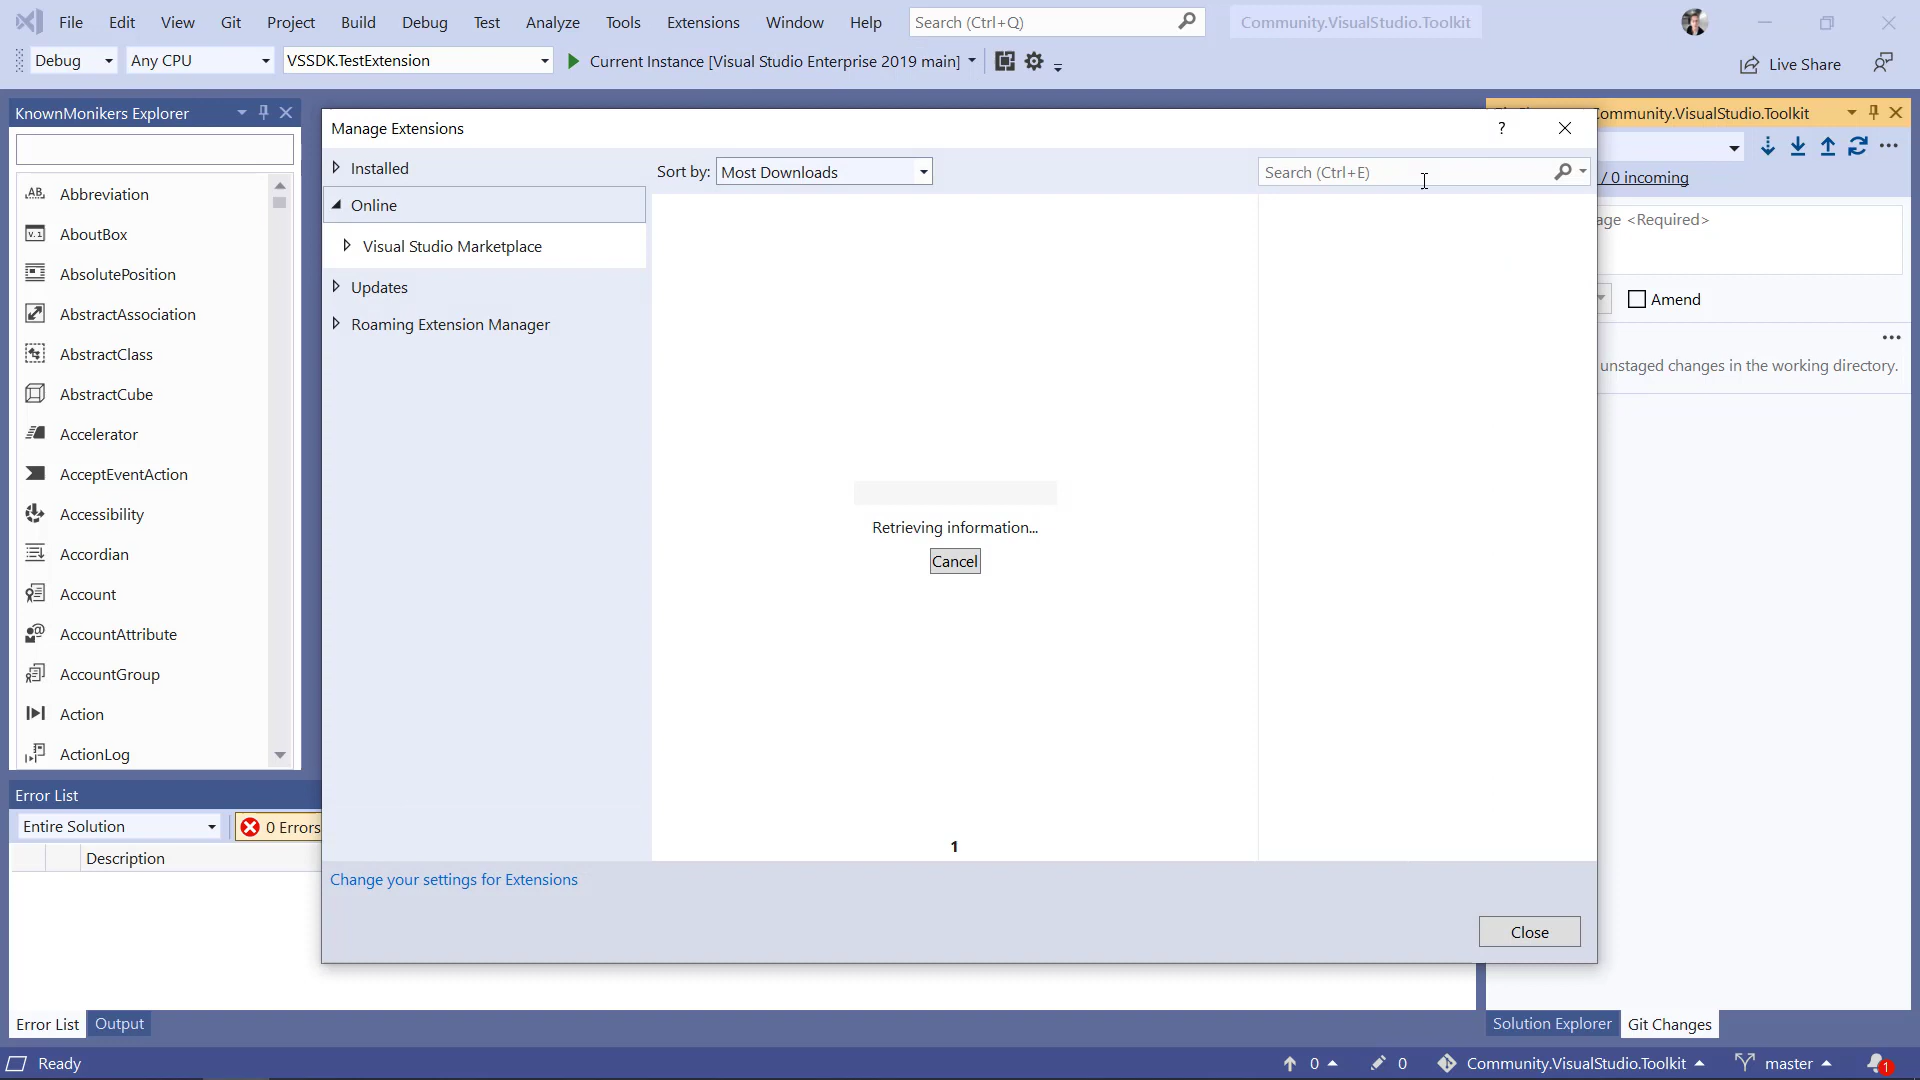 File Edit View Git Project Build Debug Test Analyze Tools Extensions Window Help Search (Ctrl+Q) Community.VisualStudio.Toolkit
Debug Any CPU VSSDK.TestExtension Current Instance [Visual Studio Enterprise 2019 main] Live Share
KnownMonikers Explorer
Abbreviation
AboutBox
AbsolutePosition
AbstractAssociation
AbstractClass
AbstractCube
Accelerator
AcceptEventAction
Accessibility
Accordian
Account
AccountAttribute
AccountGroup
Action
ActionLog
Manage Extensions ?
Installed
Online
Visual Studio Marketplace
Updates
Roaming Extension Manager
Sort by: Most Downloads
Search (Ctrl+E)
Retrieving information...
Cancel
1
Change your settings for Extensions
Close
ommunity.VisualStudio.Toolkit
/ 0 incoming
age <Required>
Amend
unstaged changes in the working directory.
Error List
Entire Solution 0 Errors
Description
Error List Output
Solution Explorer Git Changes
Ready 0 0 Community.VisualStudio.Toolkit master 1